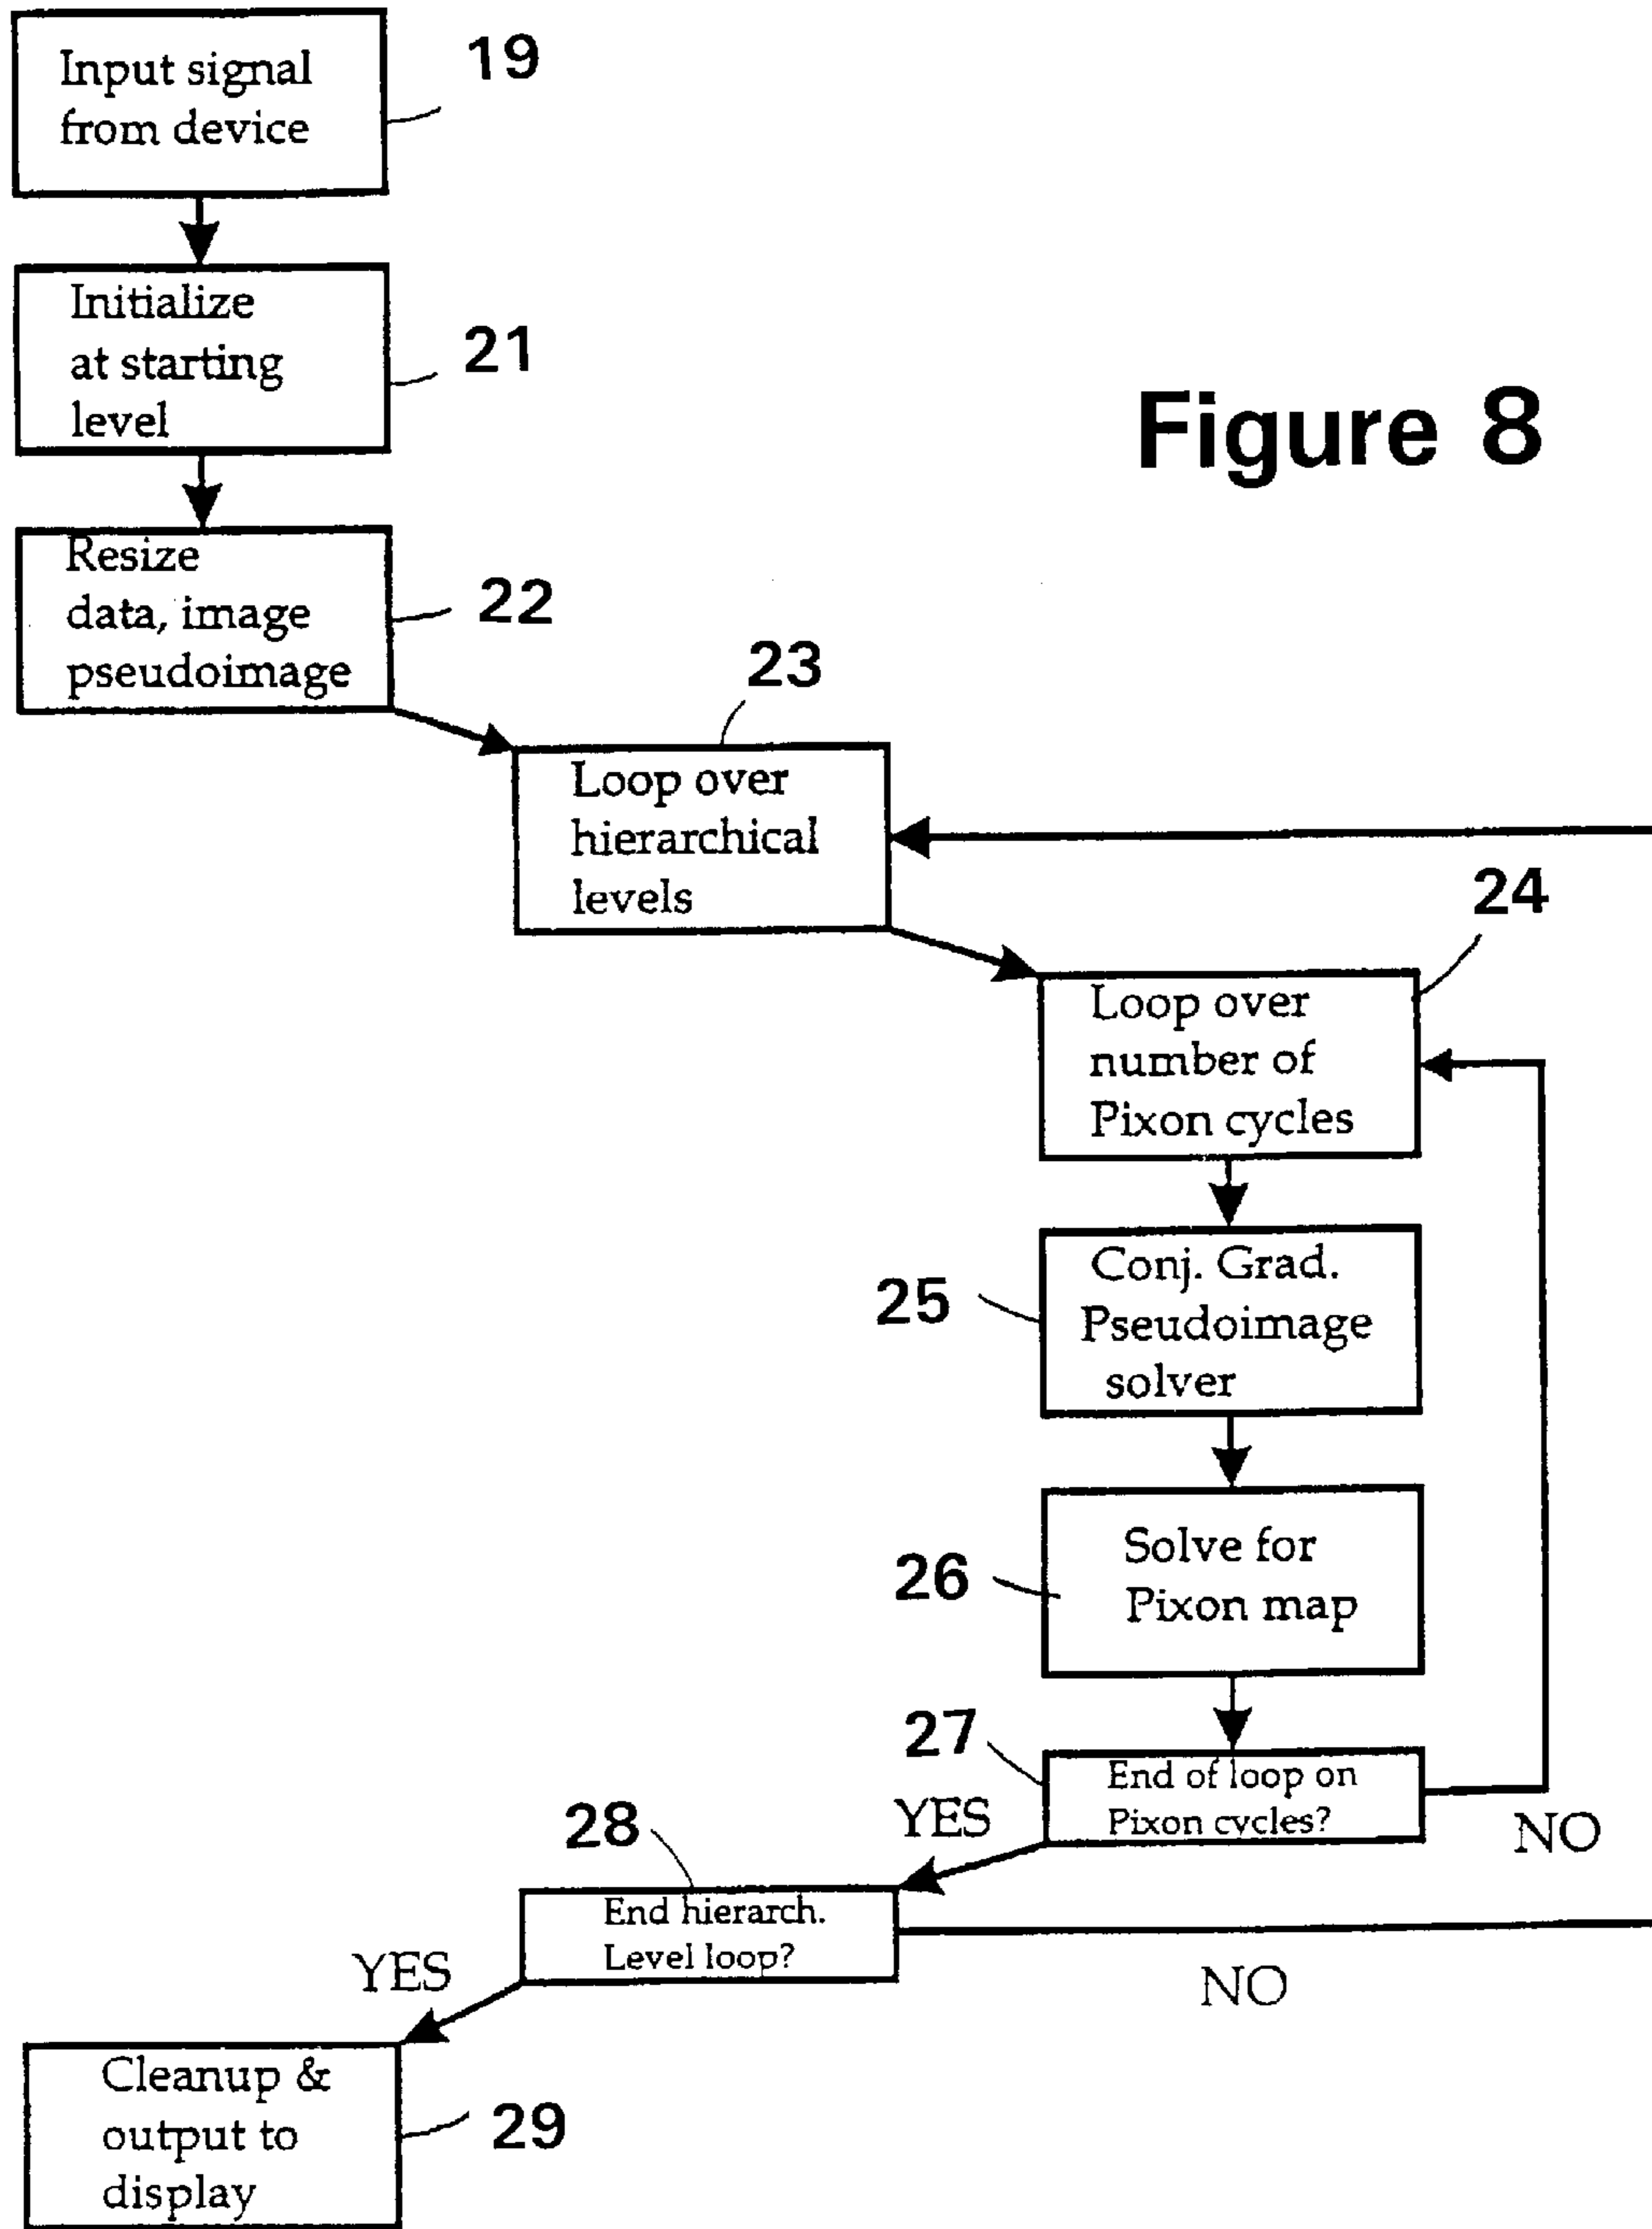 Input signal
from device
19
Initialize
at starting
level
21
Figure 8
Resize
data, image
pseudoimage
22
23
Loop over
hierarchical
levels
24
Loop over
number of
Pixon cycles
25
Conj. Grad.
Pseudoimage
solver
26
Solve for
Pixon map
27
End of loop on
Pixon cycles?
YES
NO
28
End hierarch.
Level loop?
YES
NO
Cleanup &
output to
display
29